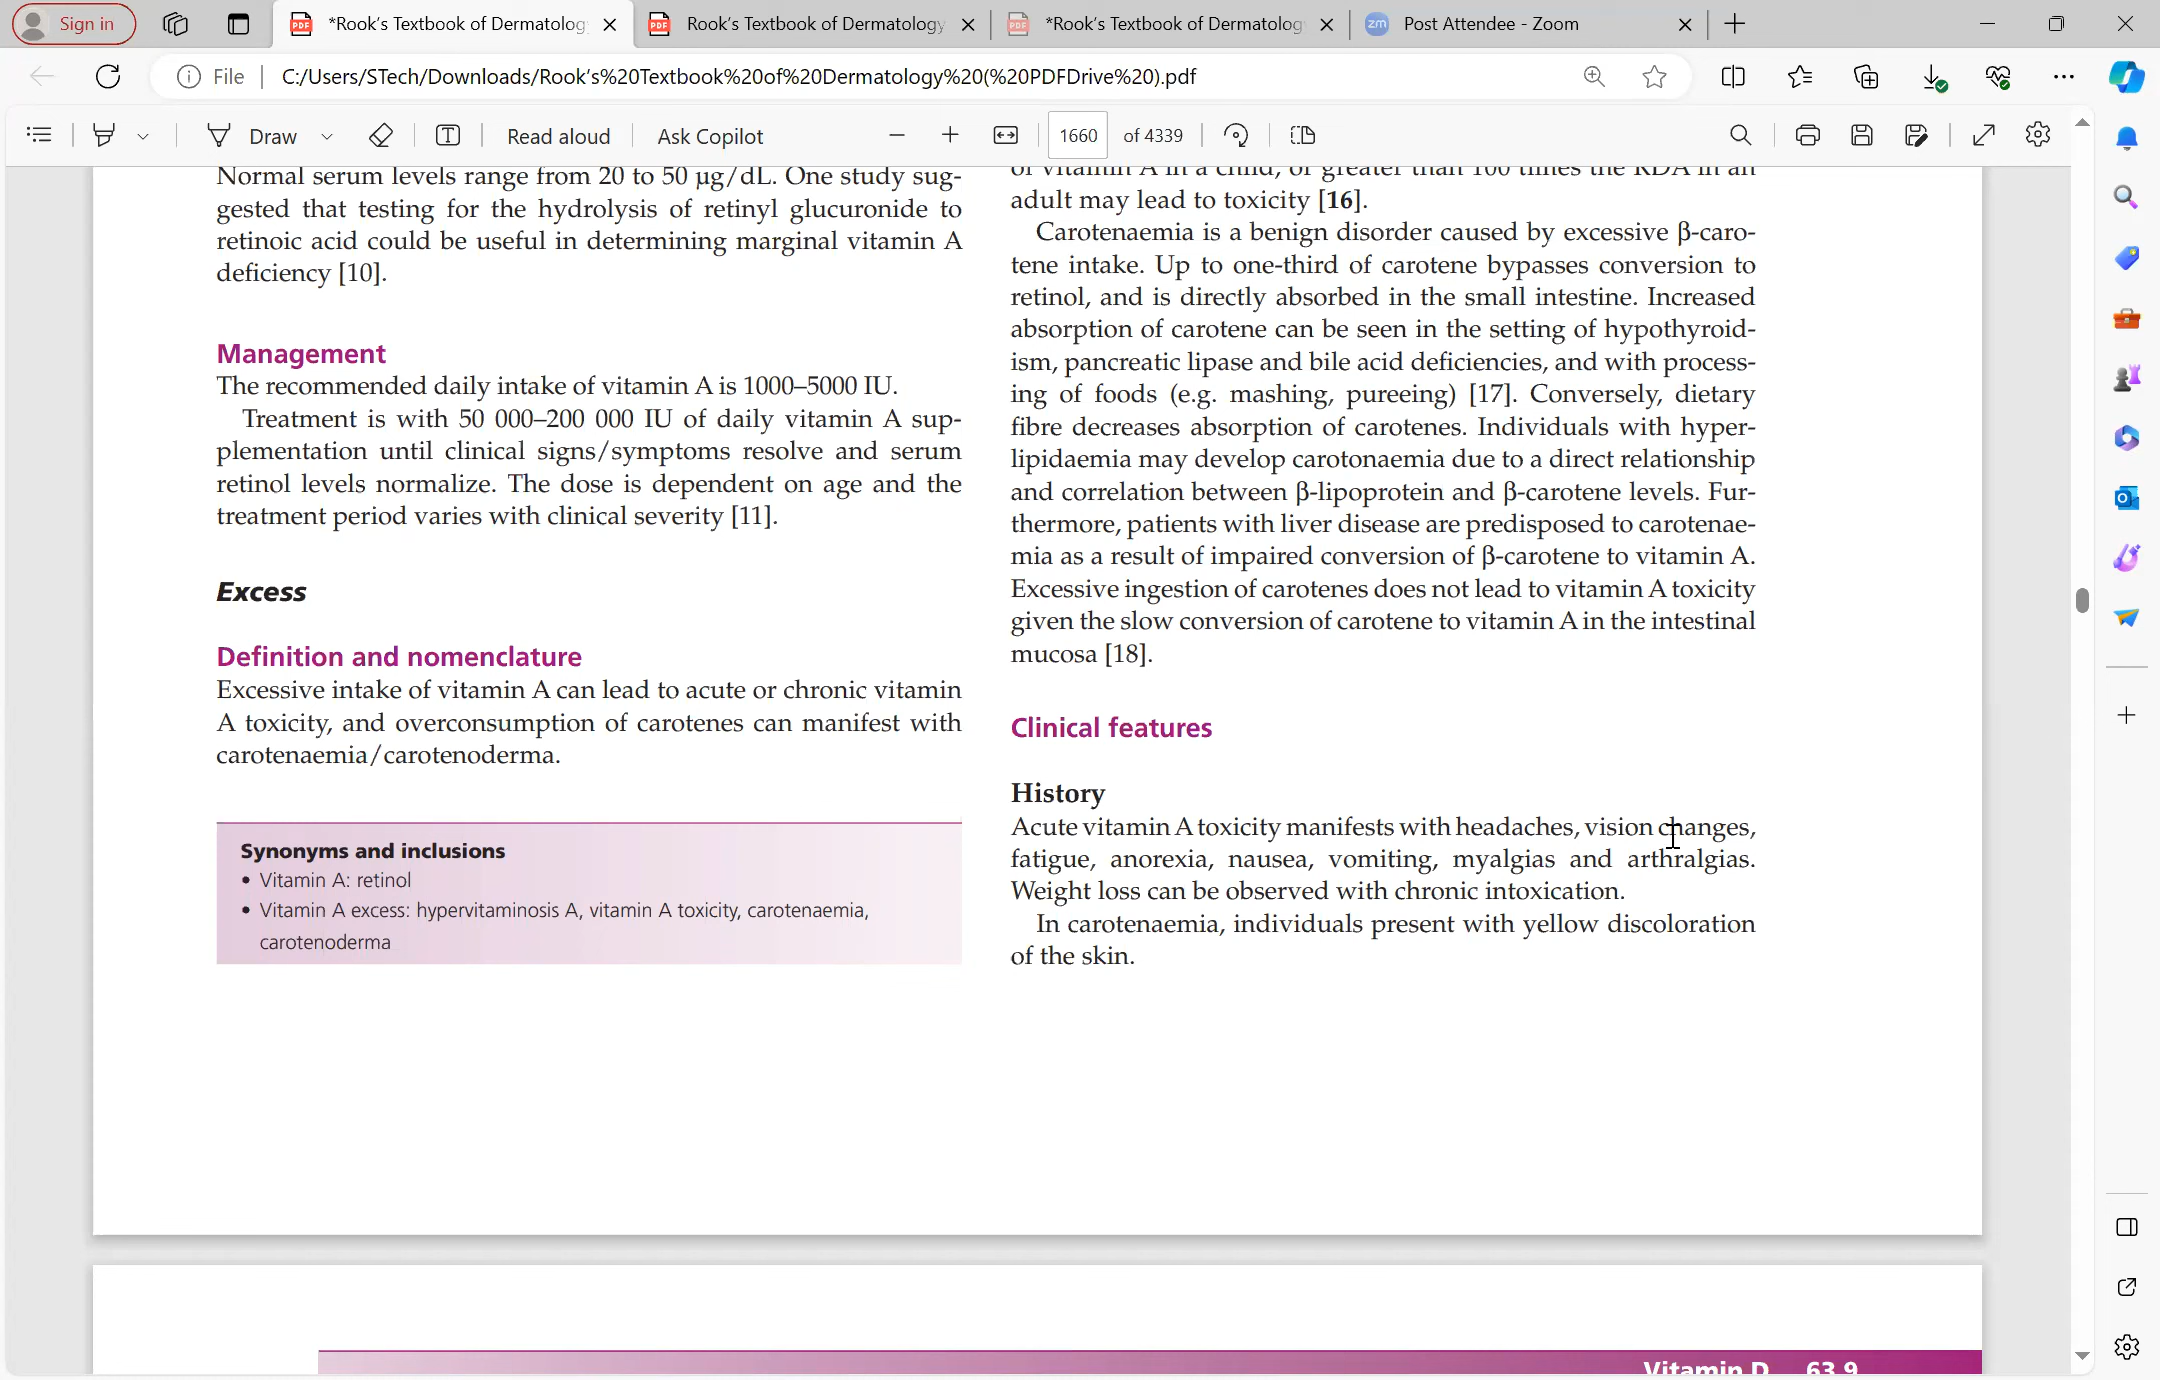 Sign in
*Rook's Textbook of Dermatolog
Rook's Textbook of Dermatology
*Rook's Textbook of Dermatolog
zm
Post Attendee - Zoom
File
C:/Users/STech/Downloads/Rook's%20Textbook%20of%20Dermatology%20(%20PDFDrive%20).pdf
Draw
Read aloud
Ask Copilot
1660
of 4339
Normal serum levels range from 20 to 50 μg/dL. One study sug-
gested that testing for the hydrolysis of retinyl glucuronide to
retinoic acid could be useful in determining marginal vitamin A
deficiency [10].
Management
The recommended daily intake of vitamin A is 1000–5000 IU.
Treatment is with 50 000–200 000 IU of daily vitamin A sup-
plementation until clinical signs/symptoms resolve and serum
retinol levels normalize. The dose is dependent on age and the
treatment period varies with clinical severity [11].
Excess
Definition and nomenclature
Excessive intake of vitamin A can lead to acute or chronic vitamin
A toxicity, and overconsumption of carotenes can manifest with
carotenaemia/carotenoderma.
Synonyms and inclusions
• Vitamin A: retinol
• Vitamin A excess: hypervitaminosis A, vitamin A toxicity, carotenaemia,
carotenoderma
of vitamin A in a child, or greater than 100 times the RDA in an
adult may lead to toxicity [16].
Carotenaemia is a benign disorder caused by excessive β-caro-
tene intake. Up to one-third of carotene bypasses conversion to
retinol, and is directly absorbed in the small intestine. Increased
absorption of carotene can be seen in the setting of hypothyroid-
ism, pancreatic lipase and bile acid deficiencies, and with process-
ing of foods (e.g. mashing, pureeing) [17]. Conversely, dietary
fibre decreases absorption of carotenes. Individuals with hyper-
lipidaemia may develop carotonaemia due to a direct relationship
and correlation between β-lipoprotein and β-carotene levels. Fur-
thermore, patients with liver disease are predisposed to carotenae-
mia as a result of impaired conversion of β-carotene to vitamin A.
Excessive ingestion of carotenes does not lead to vitamin A toxicity
given the slow conversion of carotene to vitamin A in the intestinal
mucosa [18].
Clinical features
History
Acute vitamin A toxicity manifests with headaches, vision changes,
fatigue, anorexia, nausea, vomiting, myalgias and arthralgias.
Weight loss can be observed with chronic intoxication.
In carotenaemia, individuals present with yellow discoloration
of the skin.
Vitamin D 63.9